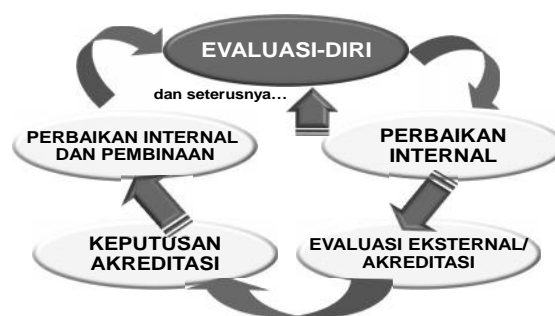 EVALUASI-DIRI
dan seterusnya…
PERBAIKAN
INTERNAL
EVALUASI EKSTERNAL/
AKREDITASI
KEPUTUSAN
AKREDITASI
PERBAIKAN INTERNAL
DAN PEMBINAAN